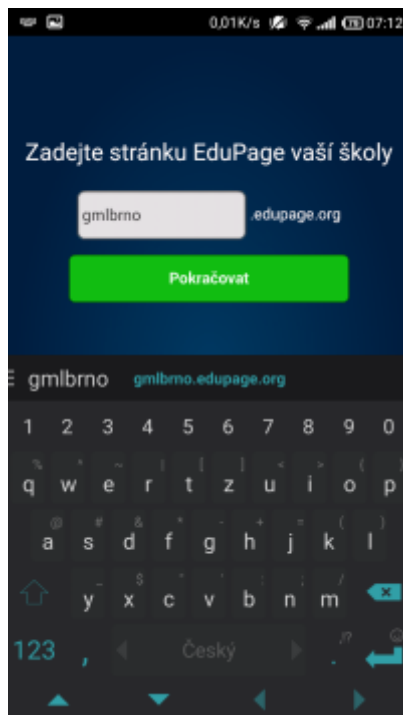 0,01K/s 79 07:12
Zadejte stránku EduPage vaší školy
gmlbrno .edupage.org
Pokračovat
gmlbrno gmlbrno.edupage.org
1 2 3 4 5 6 7 8 9 0
q w e r t z u i o p
a s d f g h j k l
y x c v b n m
123 , Český .